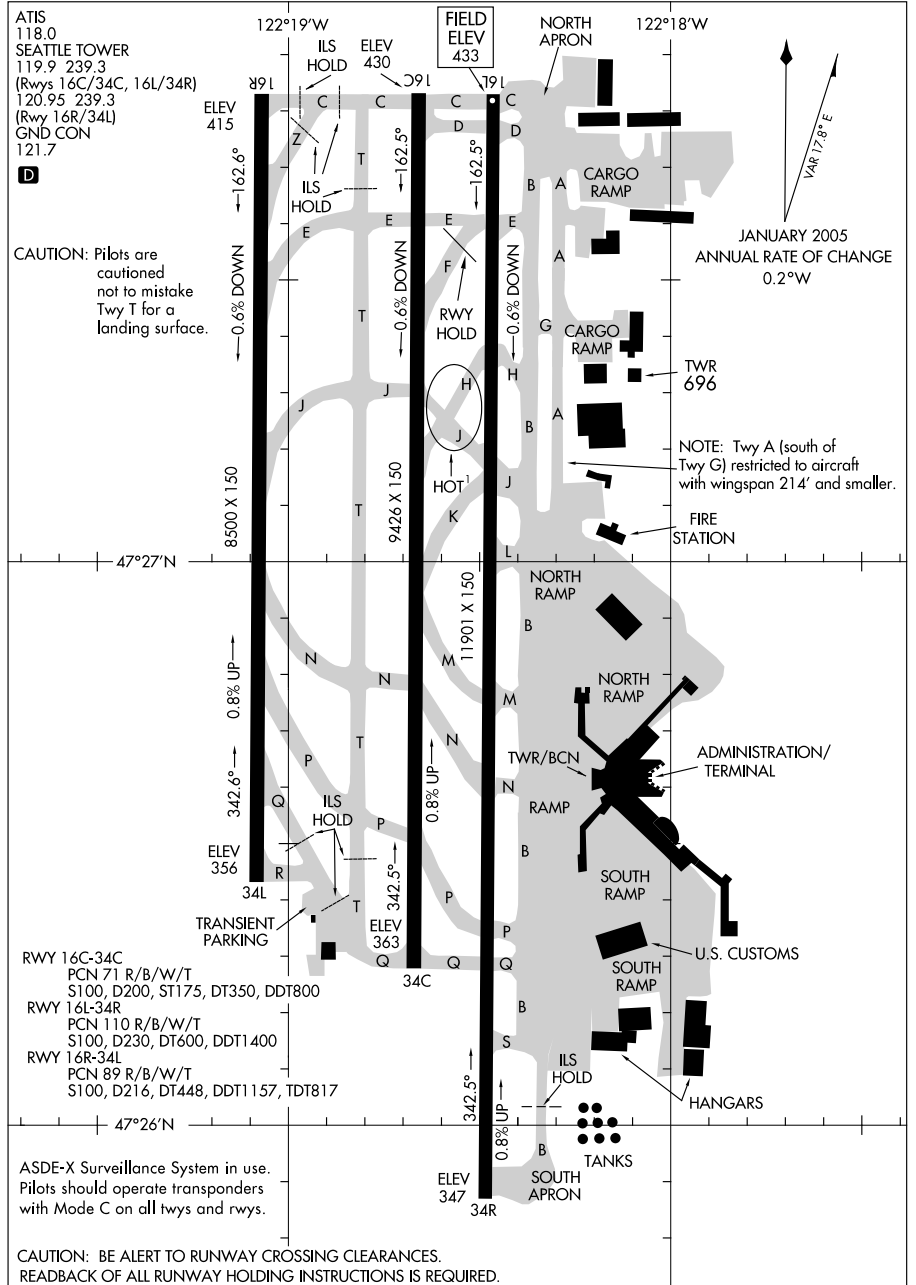 ATIS
118.0
SEATTLE TOWER
119.9 239.3
(Rwys 16C/34C, 16L/34R)
120.95 239.3
(Rwy 16R/34L)
GND CON
121.7
D
CAUTION: Pilots are
cautioned
not to mistake
Twy T for a
landing surface.
122°19'W
122°18'W
ILS
HOLD
ELEV
430
FIELD
ELEV
433
NORTH
APRON
ELEV
415
16R
16C
16L
C
C
C
C
Z
D
D
T
162.6°
162.5°
162.5°
ILS
HOLD
B
A
CARGO
RAMP
VAR 17.8° E
JANUARY 2005
ANNUAL RATE OF CHANGE
0.2°W
E
E
E
E
F
A
0.6% DOWN
0.6% DOWN
0.6% DOWN
RWY
HOLD
T
G
CARGO
RAMP
TWR
696
H
H
J
J
J
J
B
A
HOT1
NOTE: Twy A (south of
Twy G) restricted to aircraft
with wingspan 214' and smaller.
8500 X 150
9426 X 150
11901 X 150
T
K
L
FIRE
STATION
47°27'N
NORTH
RAMP
B
N
N
M
M
NORTH
RAMP
0.8% UP
T
P
N
N
TWR/BCN
RAMP
ADMINISTRATION/
TERMINAL
342.6°
0.8% UP
Q
ILS
HOLD
P
B
ELEV
356
R
34L
342.5°
T
P
P
SOUTH
RAMP
TRANSIENT
PARKING
ELEV
363
Q
Q
Q
34C
U.S. CUSTOMS
SOUTH
RAMP
RWY 16C-34C
PCN 71 R/B/W/T
S100, D200, ST175, DT350, DDT800
RWY 16L-34R
PCN 110 R/B/W/T
S100, D230, DT600, DDT1400
RWY 16R-34L
PCN 89 R/B/W/T
S100, D216, DT448, DDT1157, TDT817
B
S
ILS
HOLD
HANGARS
342.5°
0.8% UP
47°26'N
B
TANKS
SOUTH
APRON
ELEV
347
34R
ASDE-X Surveillance System in use.
Pilots should operate transponders
with Mode C on all twys and rwys.
CAUTION: BE ALERT TO RUNWAY CROSSING CLEARANCES.
READBACK OF ALL RUNWAY HOLDING INSTRUCTIONS IS REQUIRED.